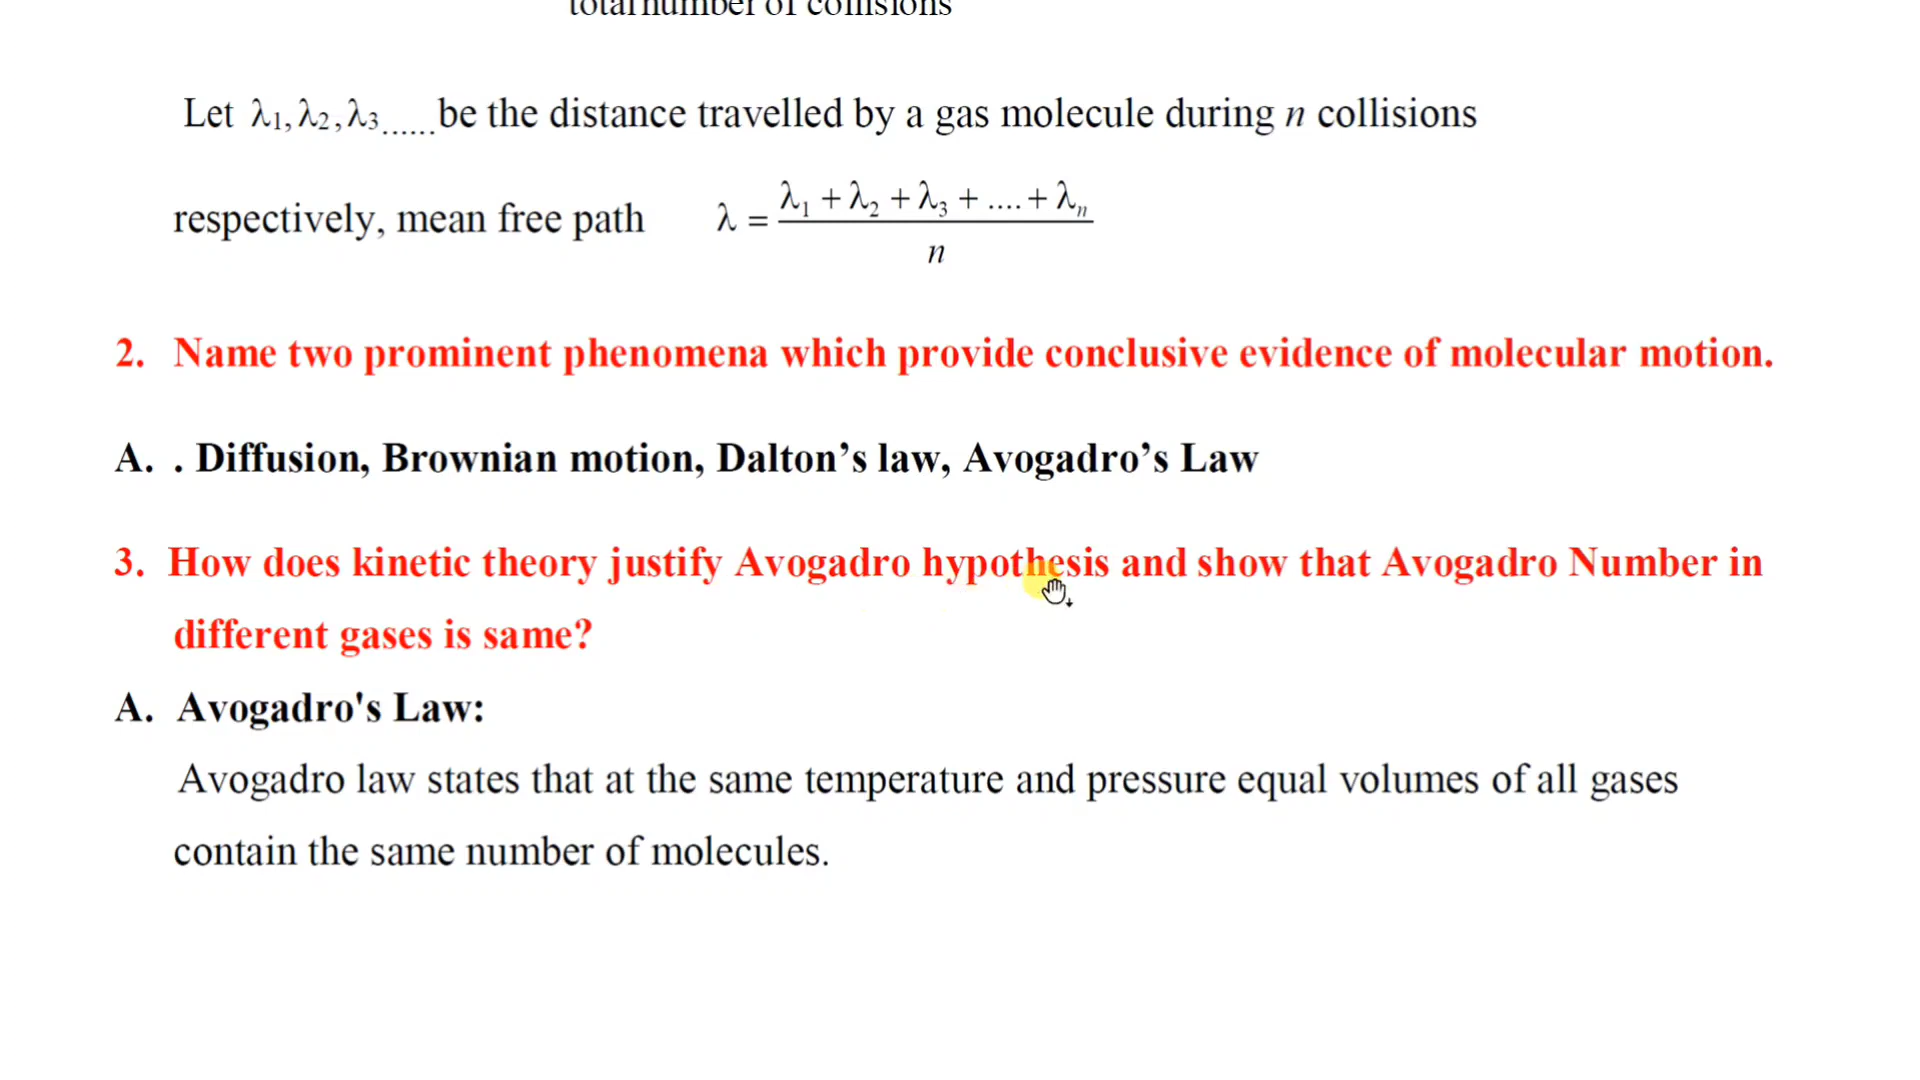 total number of collisions
Let λ1, λ2, λ3...... be the distance travelled by a gas molecule during n collisions
respectively, mean free path λ = (λ1 + λ2 + λ3 + .... + λn) / n
2. Name two prominent phenomena which provide conclusive evidence of molecular motion.
A. . Diffusion, Brownian motion, Dalton’s law, Avogadro’s Law
3. How does kinetic theory justify Avogadro hypothesis and show that Avogadro Number in
different gases is same?
A. Avogadro's Law:
Avogadro law states that at the same temperature and pressure equal volumes of all gases
contain the same number of molecules.